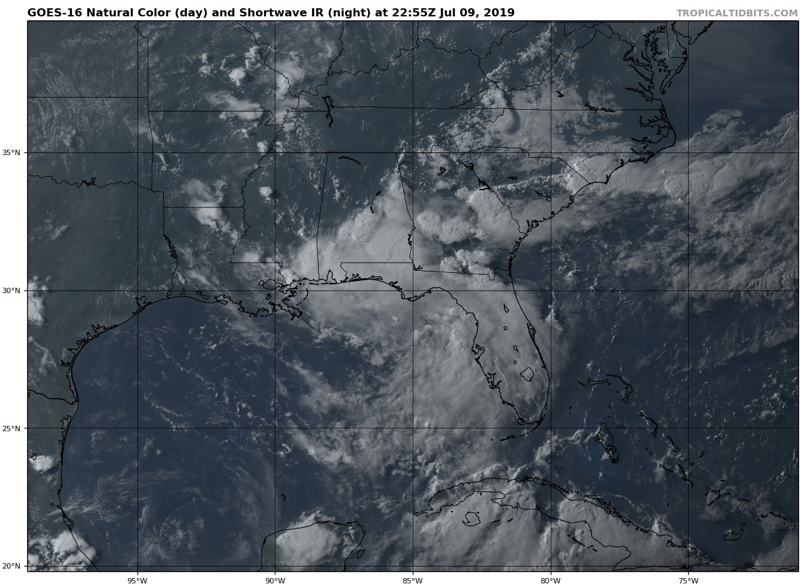 GOES-16 Natural Color (day) and Shortwave IR (night) at 22:55Z Jul 09, 2019
TROPICALTIDBITS.COM
35°N
30°N
25°N
20°N
95°W
90°W
85°W
80°W
75°W